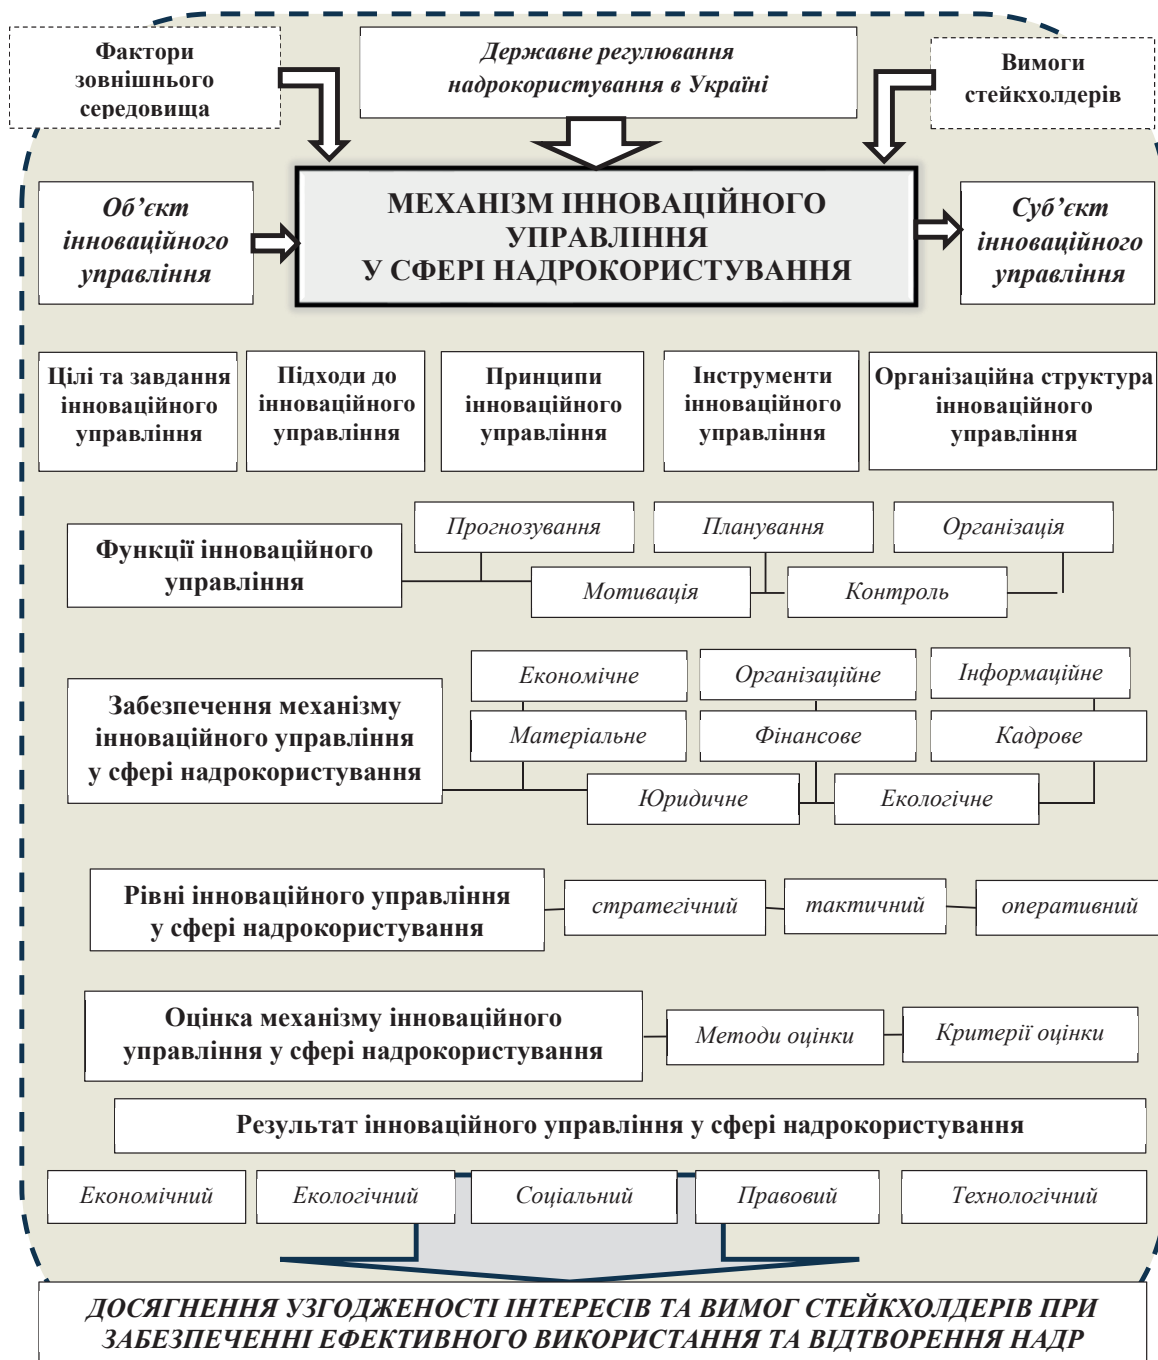 Фактори
зовнішнього
середовища
Державне регулювання
надрокористування в Україні
Вимоги
стейкхолдерів
Об’єкт
інноваційного
управління
МЕХАНІЗМ ІННОВАЦІЙНОГО
УПРАВЛІННЯ
У СФЕРІ НАДРОКОРИСТУВАННЯ
Суб’єкт
інноваційного
управління
Цілі та завдання
інноваційного
управління
Підходи до
інноваційного
управління
Принципи
інноваційного
управління
Інструменти
інноваційного
управління
Організаційна структура
інноваційного
управління
Функції інноваційного
управління
Прогнозування
Планування
Організація
Мотивація
Контроль
Забезпечення механізму
інноваційного управління
у сфері надрокористування
Економічне
Організаційне
Інформаційне
Матеріальне
Фінансове
Кадрове
Юридичне
Екологічне
Рівні інноваційного управління
у сфері надрокористування
стратегічний
тактичний
оперативний
Оцінка механізму інноваційного
управління у сфері надрокористування
Методи оцінки
Критерії оцінки
Результат інноваційного управління у сфері надрокористування
Економічний
Екологічний
Соціальний
Правовий
Технологічний
ДОСЯГНЕННЯ УЗГОДЖЕНОСТІ ІНТЕРЕСІВ ТА ВИМОГ СТЕЙКХОЛДЕРІВ ПРИ
ЗАБЕЗПЕЧЕННІ ЕФЕКТИВНОГО ВИКОРИСТАННЯ ТА ВІДТВОРЕННЯ НАДР